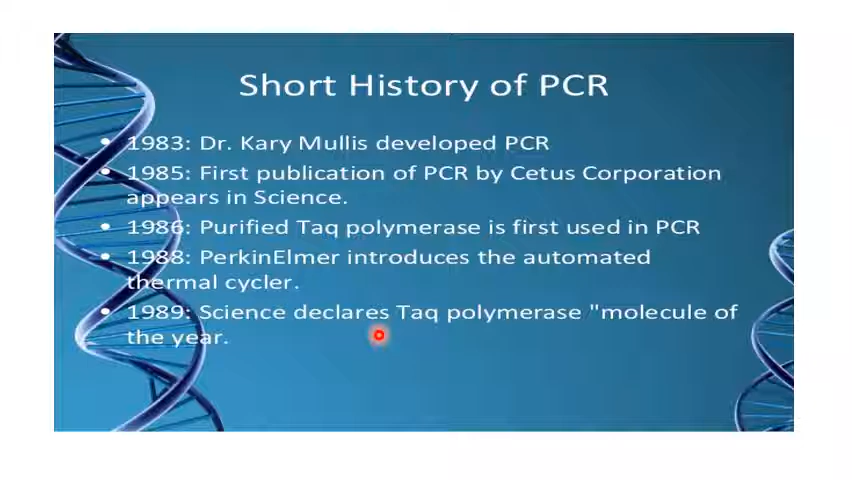 Short History of PCR
• 1983: Dr. Kary Mullis developed PCR
• 1985: First publication of PCR by Cetus Corporation
appears in Science.
• 1986: Purified Taq polymerase is first used in PCR
• 1988: PerkinElmer introduces the automated
thermal cycler.
• 1989: Science declares Taq polymerase "molecule of
the year.